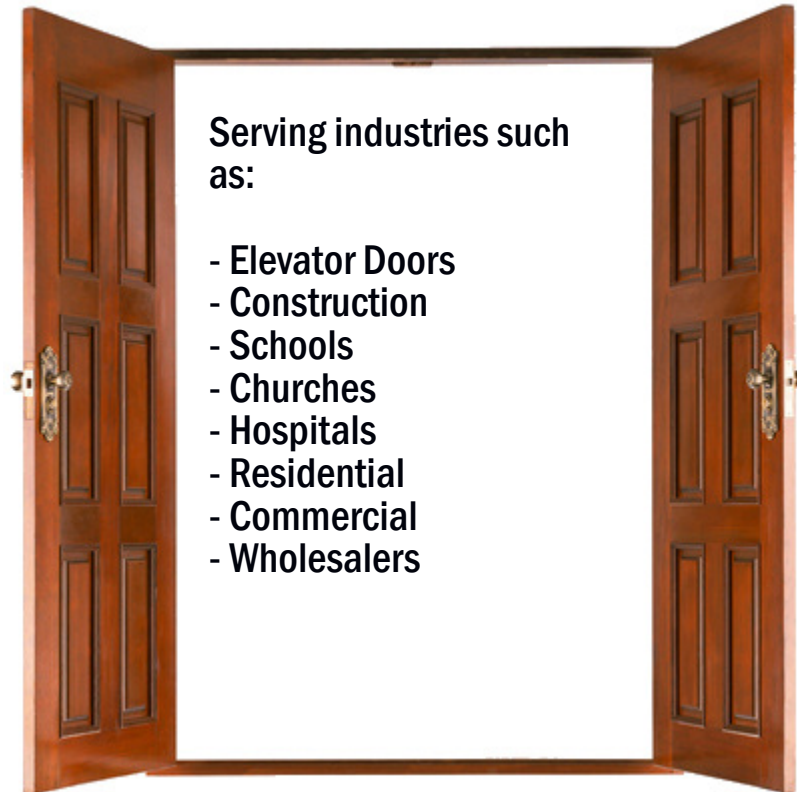 Serving industries such
as:
- Elevator Doors
- Construction
- Schools
- Churches
- Hospitals
- Residential
- Commercial
- Wholesalers